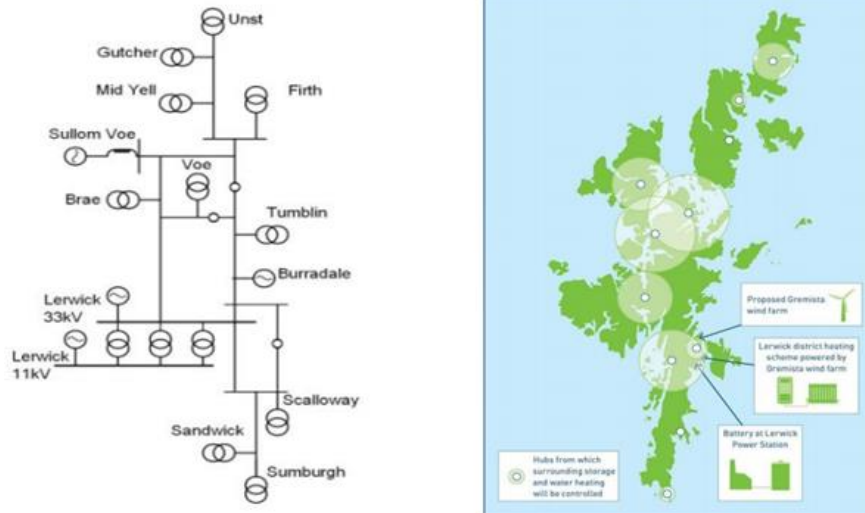 Unst
Gutcher
Mid Yell
Firth
Sullom Voe
Voe
Brae
Tumblin
Burradale
Lerwick
33kV
Lerwick
11kV
Scalloway
Sandwick
Sumburgh
Proposed Gremista
wind farm
Lerwick district heating
scheme powered by
Gremista wind farm
Battery at Lerwick
Power Station
Hubs from which
surrounding storage
and water heating
will be controlled